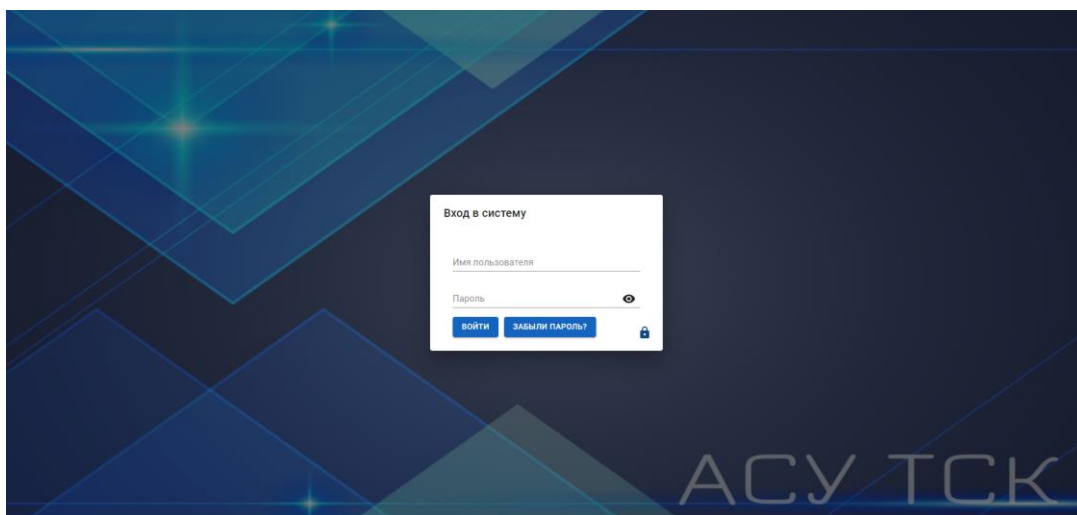 Вход в систему
Имя пользователя
Пароль
ВОЙТИ ЗАБЫЛИ ПАРОЛЬ?
АСУ ТСК